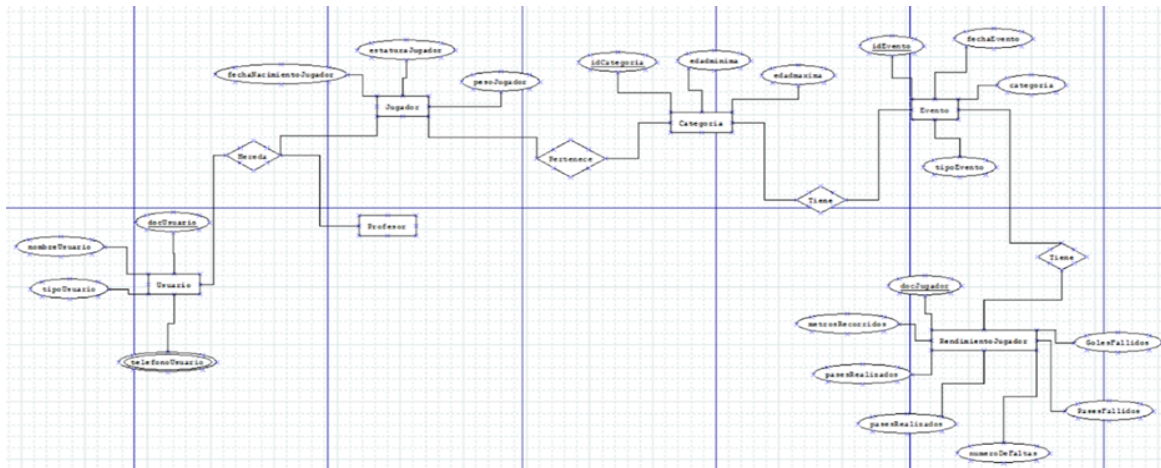 estaturaJugador
fechaNacimientoJugador
pesoJugador
Jugador
idCategoria
edadminima
edadmaxima
Categoria
idEvento
fechaEvento
categoria
Evento
tipoEvento
Hereda
Pertenece
Tiene
docUsuario
Profesor
nombreUsuario
tipoUsuario
Usuario
telefonoUsuario
Tiene
docJugador
metrosRecorridos
RendimientoJugador
GolesFallidos
pasesRealizados
pasesRealizados
PasesFallidos
numeroDeFaltas